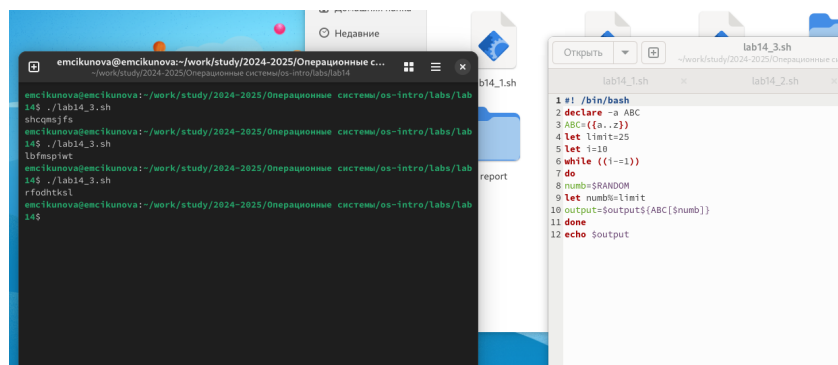 Недавние
emcikunova@emcikunova:~/work/study/2024-2025/Операционные с...
~/work/study/2024-2025/Операционные системы/os-intro/labs/lab14
emcikunova@emcikunova:~/work/study/2024-2025/Операционные системы/os-intro/labs/lab
14$ ./lab14_3.sh
shcqmsjfs
emcikunova@emcikunova:~/work/study/2024-2025/Операционные системы/os-intro/labs/lab
14$ ./lab14_3.sh
lbfmspiwt
emcikunova@emcikunova:~/work/study/2024-2025/Операционные системы/os-intro/labs/lab
14$ ./lab14_3.sh
rfodhtksl
emcikunova@emcikunova:~/work/study/2024-2025/Операционные системы/os-intro/labs/lab
14$
b14_1.sh
report
Открыть
lab14_3.sh
~/work/study/2024-2025/Операционные си
lab14_1.sh
lab14_2.sh
1 #! /bin/bash
2 declare -a ABC
3 ABC=({a..z})
4 let limit=25
5 let i=10
6 while ((i-=1))
7 do
8 numb=$RANDOM
9 let numb%=limit
10 output=$output${ABC[$numb]}
11 done
12 echo $output